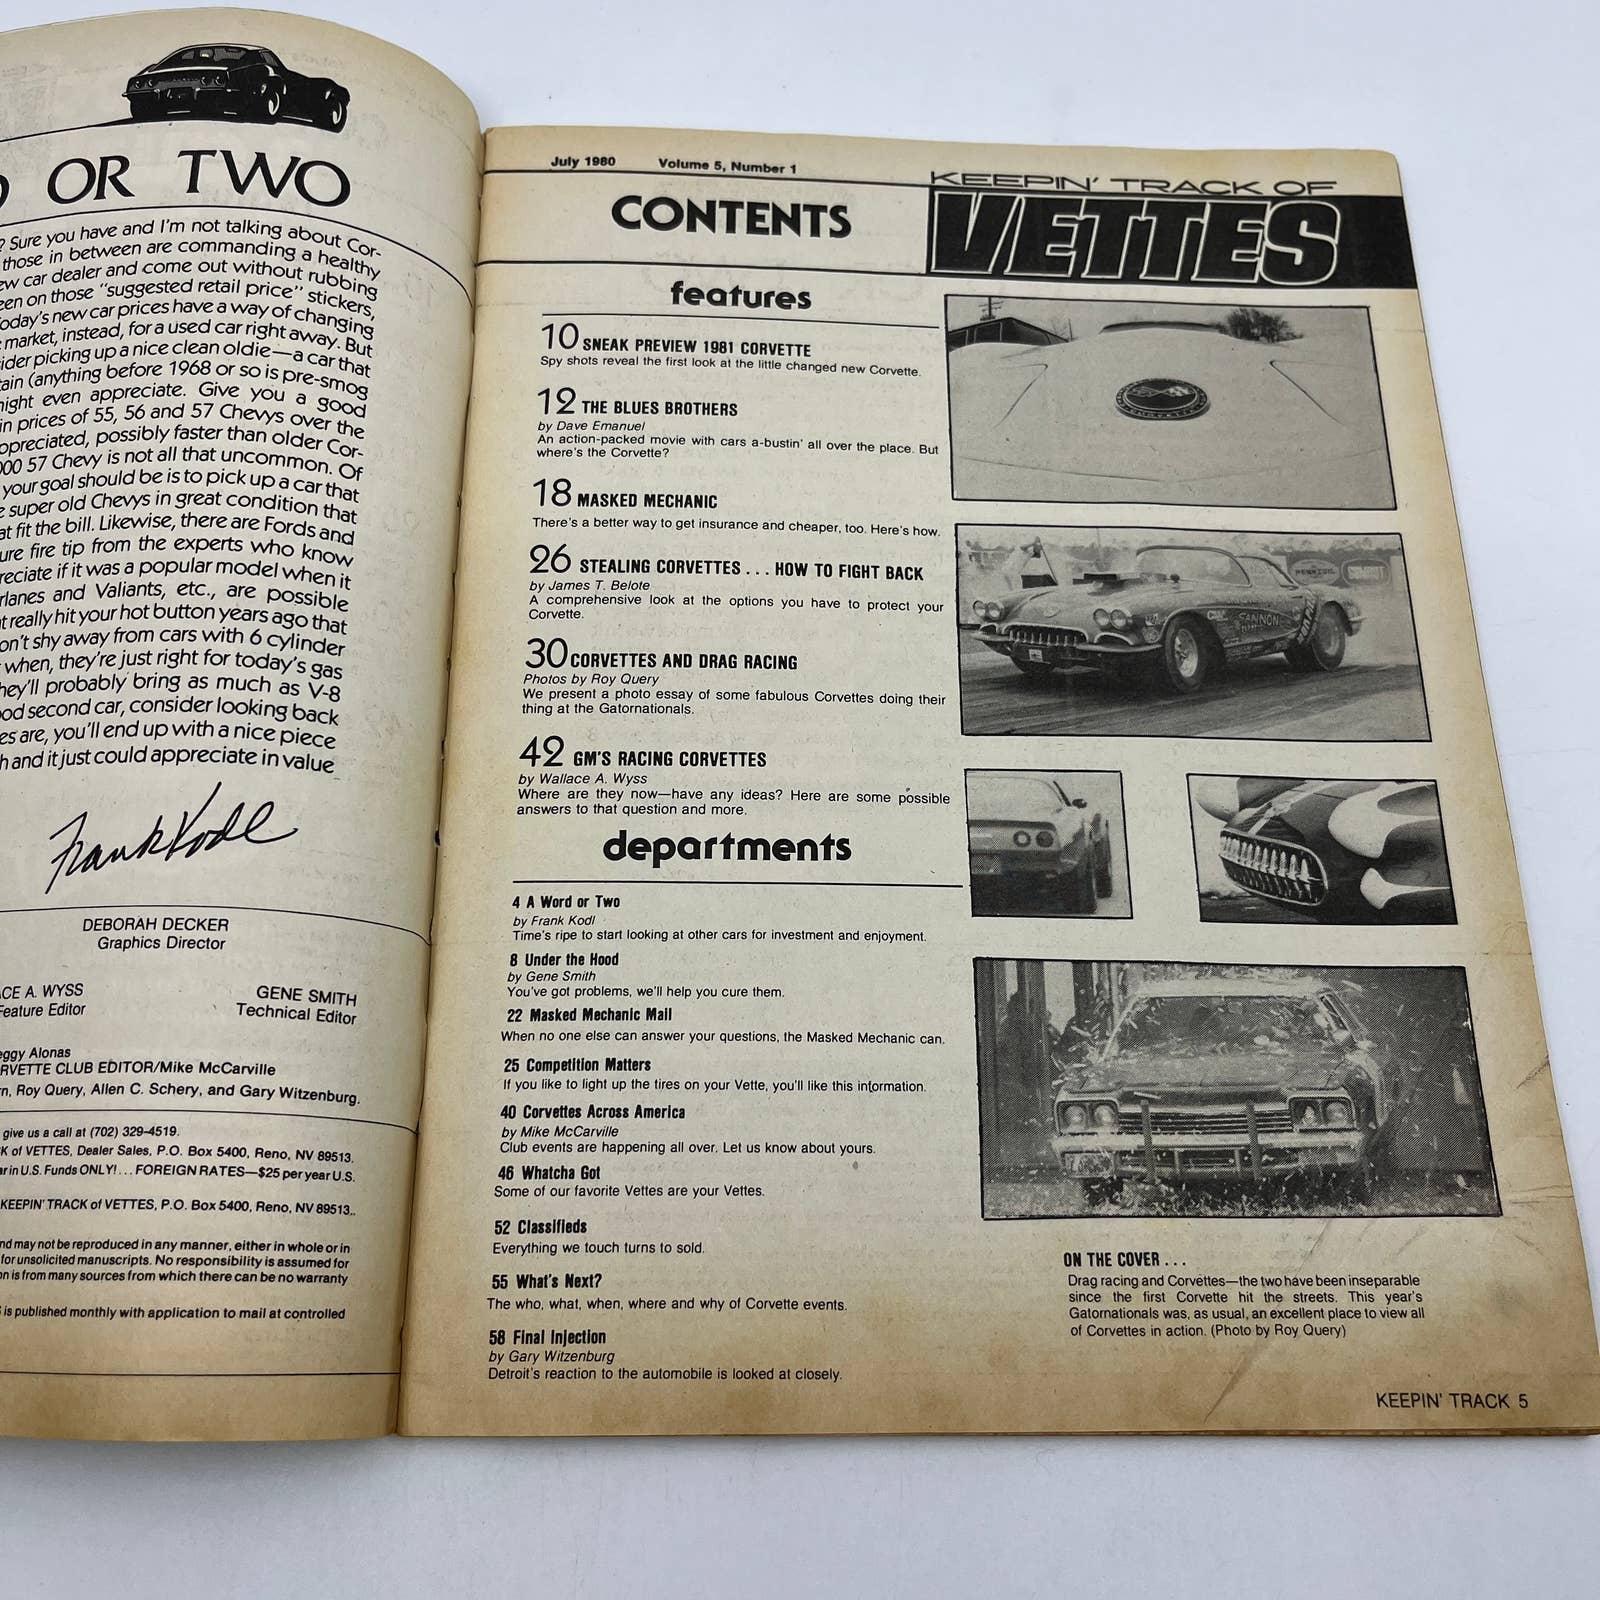 OR TWO
? Sure you have and I'm not talking about Cor-
those in between are commanding a healthy
ew car dealer and come out without rubbing
een on those "suggested retail price" stickers,
oday's new car prices have a way of changing
market, instead, for a used car right away. But
sider picking up a nice clean oldie—a car that
tain (anything before 1968 or so is pre-smog
might even appreciate. Give you a good
in prices of 55, 56 and 57 Chevys over the
appreciated, possibly faster than older Cor-
000 57 Chevy is not all that uncommon. Of
your goal should be is to pick up a car that
e super old Chevys in great condition that
at fit the bill. Likewise, there are Fords and
ure fire tip from the experts who know
reciate if it was a popular model when it
rlanes and Valiants, etc., are possible
t really hit your hot button years ago that
on't shy away from cars with 6 cylinder
when, they're just right for today's gas
hey'll probably bring as much as V-8
ood second car, consider looking back
es are, you'll end up with a nice piece
h and it just could appreciate in value
Frank Kodl
DEBORAH DECKER
Graphics Director
CE A. WYSS
Feature Editor
GENE SMITH
Technical Editor
eggy Alonas
RVETTE CLUB EDITOR/Mike McCarville
rn, Roy Query, Allen C. Schery, and Gary Witzenburg.
give us a call at (702) 329-4519.
K of VETTES, Dealer Sales, P.O. Box 5400, Reno, NV 89513.
ar in U.S. Funds ONLY!... FOREIGN RATES—$25 per year U.S.
KEEPIN' TRACK of VETTES, P.O. Box 5400, Reno, NV 89513..
nd may not be reproduced in any manner, either in whole or in
for unsolicited manuscripts. No responsibility is assumed for
on is from many sources from which there can be no warranty
is published monthly with application to mail at controlled
July 1980 Volume 5, Number 1
KEEPIN' TRACK OF
VETTES
CONTENTS
features
10 SNEAK PREVIEW 1981 CORVETTE
Spy shots reveal the first look at the little changed new Corvette.
12 THE BLUES BROTHERS
by Dave Emanuel
An action-packed movie with cars a-bustin' all over the place. But
where's the Corvette?
18 MASKED MECHANIC
There's a better way to get insurance and cheaper, too. Here's how.
26 STEALING CORVETTES . . . HOW TO FIGHT BACK
by James T. Belote
A comprehensive look at the options you have to protect your
Corvette.
30 CORVETTES AND DRAG RACING
Photos by Roy Query
We present a photo essay of some fabulous Corvettes doing their
thing at the Gatornationals.
42 GM'S RACING CORVETTES
by Wallace A. Wyss
Where are they now—have any ideas? Here are some possible
answers to that question and more.
departments
4 A Word or Two
by Frank Kodl
Time's ripe to start looking at other cars for investment and enjoyment.
8 Under the Hood
by Gene Smith
You've got problems, we'll help you cure them.
22 Masked Mechanic Mail
When no one else can answer your questions, the Masked Mechanic can.
25 Competition Matters
If you like to light up the tires on your Vette, you'll like this information.
40 Corvettes Across America
by Mike McCarville
Club events are happening all over. Let us know about yours.
46 Whatcha Got
Some of our favorite Vettes are your Vettes.
52 Classifieds
Everything we touch turns to sold.
55 What's Next?
The who, what, when, where and why of Corvette events.
58 Final Injection
by Gary Witzenburg
Detroit's reaction to the automobile is looked at closely.
ON THE COVER . . .
Drag racing and Corvettes—the two have been inseparable
since the first Corvette hit the streets. This year's
Gatornationals was, as usual, an excellent place to view all
of Corvettes in action. (Photo by Roy Query)
KEEPIN' TRACK 5